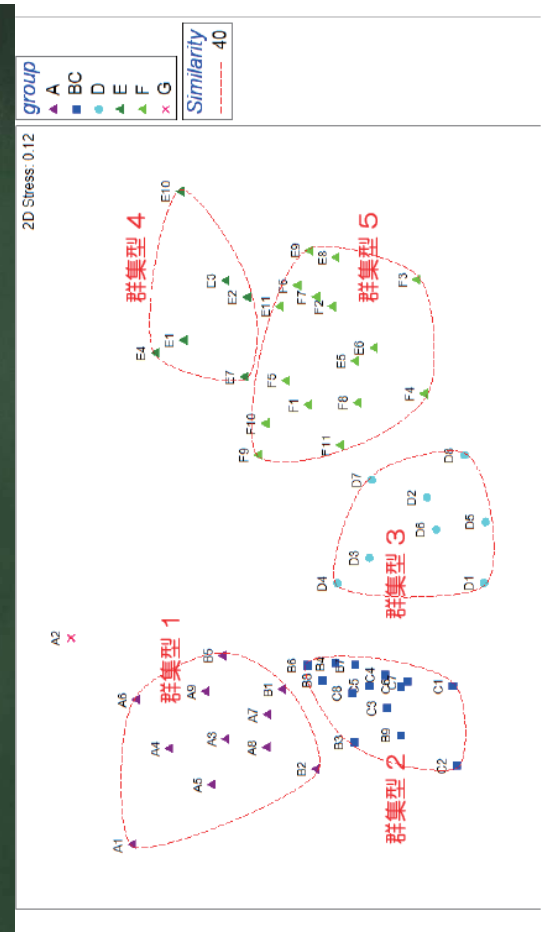 2D Stress: 0.12
group
A
BC
D
E
F
G
Similarity
40
A2
A1
A6
A4
A5
A9
A3
B5
A8
A7
B1
B2
群集型 1
B6
B8
B4
B7
B3
C8
C5
C4
C6
C7
C3
B9
C1
C2
群集型 2
D4
D3
D7
D2
D6
D8
D5
D1
群集型 3
E4
E1
E10
E3
E2
E7
群集型 4
F9
F10
E11
F5
F6
E9
F1
F7
F2
E8
F11
F8
E5
E6
F3
F4
群集型 5